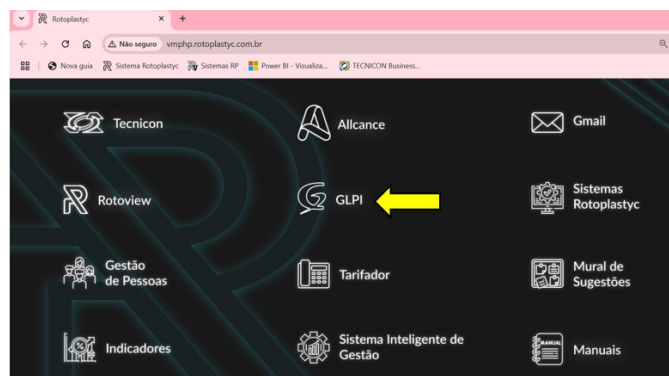 Rotoplastyc
Não seguro
vmphp.rotoplastyc.com.br
Nova guia
Sistema Rotoplastyc
Sistemas RP
Power BI - Visualiza...
TECNICON Business...
Tecnicon
Allcance
Gmail
Rotoview
GLPI
Sistemas
Rotoplastyc
Gestão
de Pessoas
Tarifador
Mural de
Sugestões
Indicadores
Sistema Inteligente de
Gestão
MANUAL
Manuais